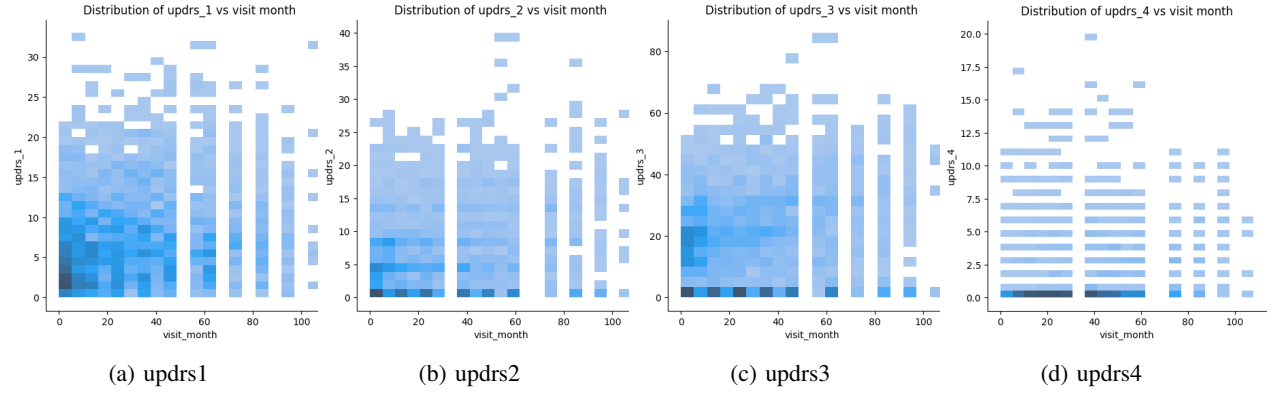 Distribution of updrs_1 vs visit month
30
25
20
15
10
5
0
updrs_1
0 20 40 60 80 100
visit_month
(a) updrs1
Distribution of updrs_2 vs visit month
40
35
30
25
20
15
10
5
0
updrs_2
0 20 40 60 80 100
visit_month
(b) updrs2
Distribution of updrs_3 vs visit month
80
60
40
20
0
updrs_3
0 20 40 60 80 100
visit_month
(c) updrs3
Distribution of updrs_4 vs visit month
20.0
17.5
15.0
12.5
10.0
7.5
5.0
2.5
0.0
updrs_4
0 20 40 60 80 100
visit_month
(d) updrs4